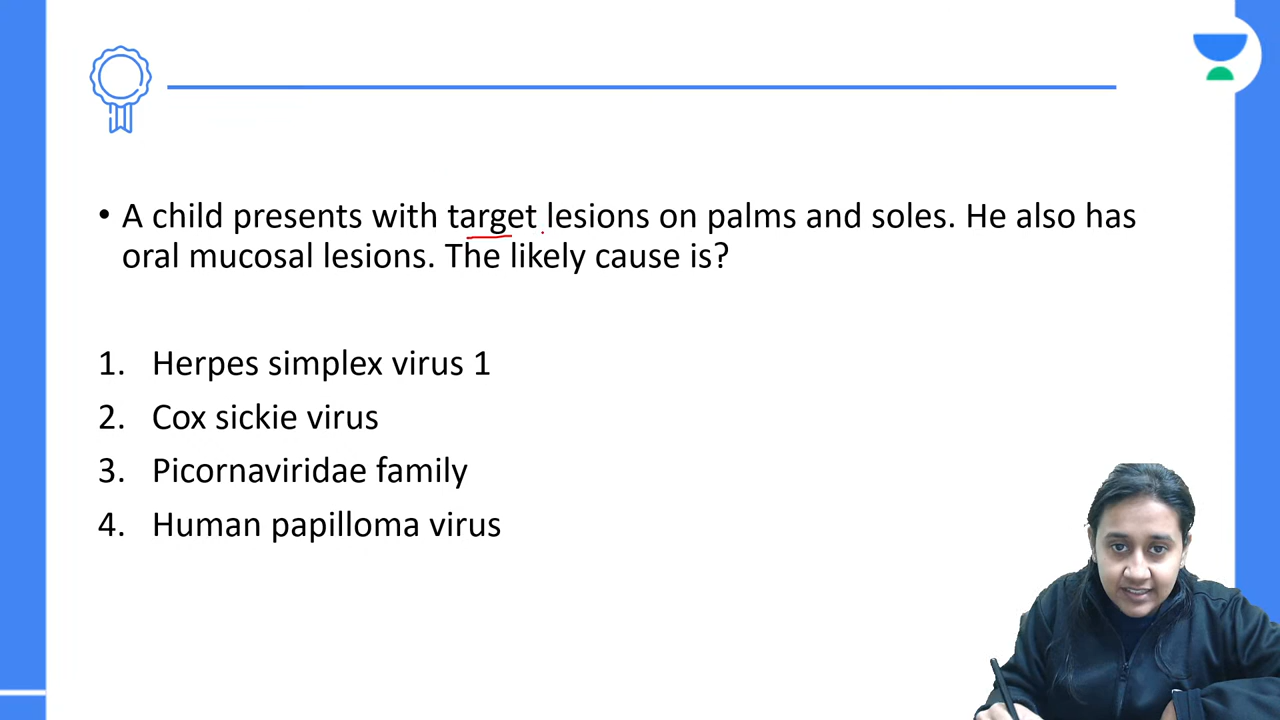 • A child presents with target lesions on palms and soles. He also has
oral mucosal lesions. The likely cause is?
1. Herpes simplex virus 1
2. Cox sickie virus
3. Picornaviridae family
4. Human papilloma virus